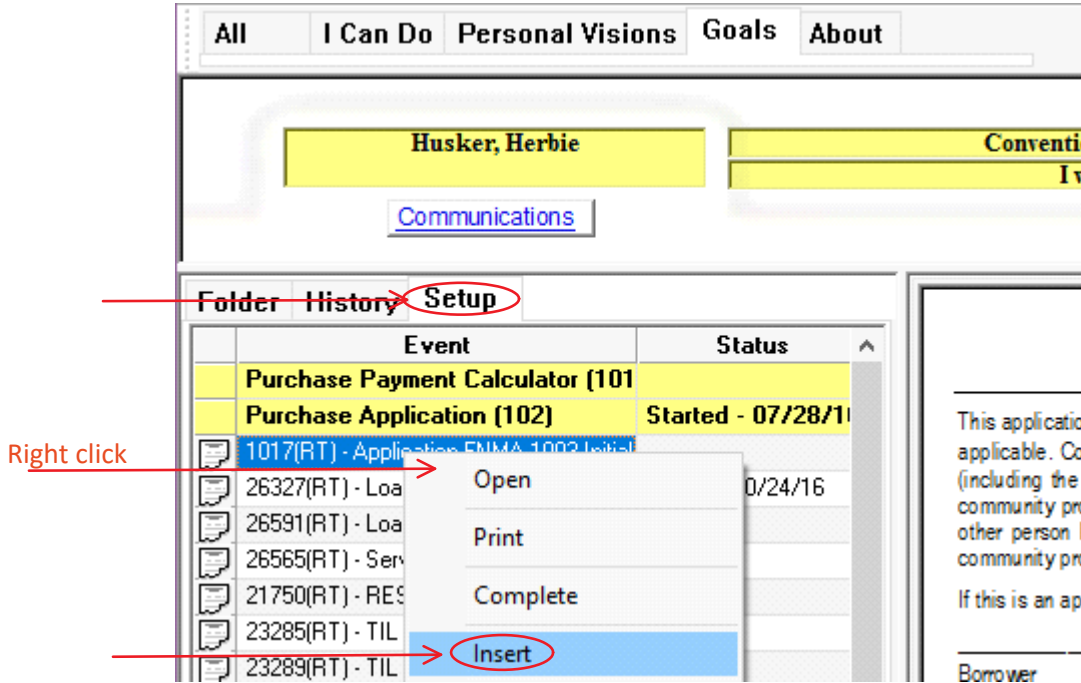 All I Can Do Personal Visions Goals About
Husker, Herbie
Communications
Folder History Setup
Event Status
Purchase Payment Calculator (101
Purchase Application (102) Started - 07/28/1
Right click
1017(RT) - Application FNMA 1003 Initial
26327(RT) - Loa 0/24/16
26591(RT) - Loa
26565(RT) - Serv
21750(RT) - RES
23285(RT) - TIL
23289(RT) - TIL
Open
Print
Complete
Insert
This applicatio
applicable. Co
(including the
community pro
other person
community pro
If this is an ap
Borrower